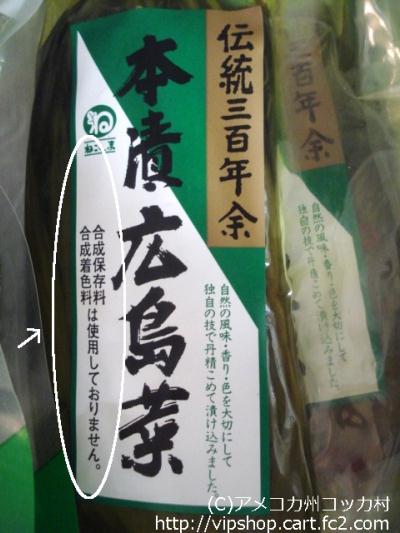 伝統三百年余
本漬広島菜
合成保存料
合成着色料は使用しておりません。
自然の風味・香り・色を大切にして
独自の技で丹精こめて漬け込みました。
百年余
自然の風味・香り・色を大切にして
独自の技で丹精こめて漬け込みました。
(C)アメコカ州コッカ村
http://vipshop.cart.fc2.com